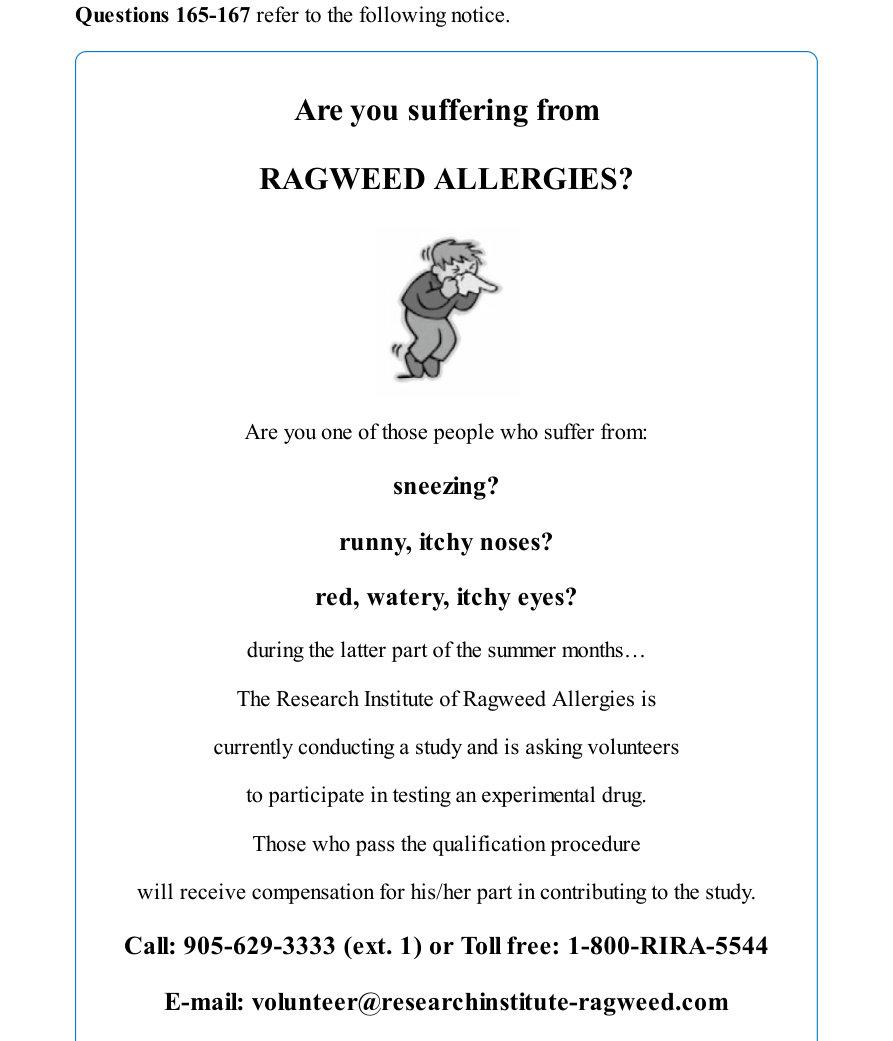 Questions 165-167 refer to the following notice.
Are you suffering from
RAGWEED ALLERGIES?
Are you one of those people who suffer from:
sneezing?
runny, itchy noses?
red, watery, itchy eyes?
during the latter part of the summer months…
The Research Institute of Ragweed Allergies is
currently conducting a study and is asking volunteers
to participate in testing an experimental drug.
Those who pass the qualification procedure
will receive compensation for his/her part in contributing to the study.
Call: 905-629-3333 (ext. 1) or Toll free: 1-800-RIRA-5544
E-mail: volunteer@researchinstitute-ragweed.com